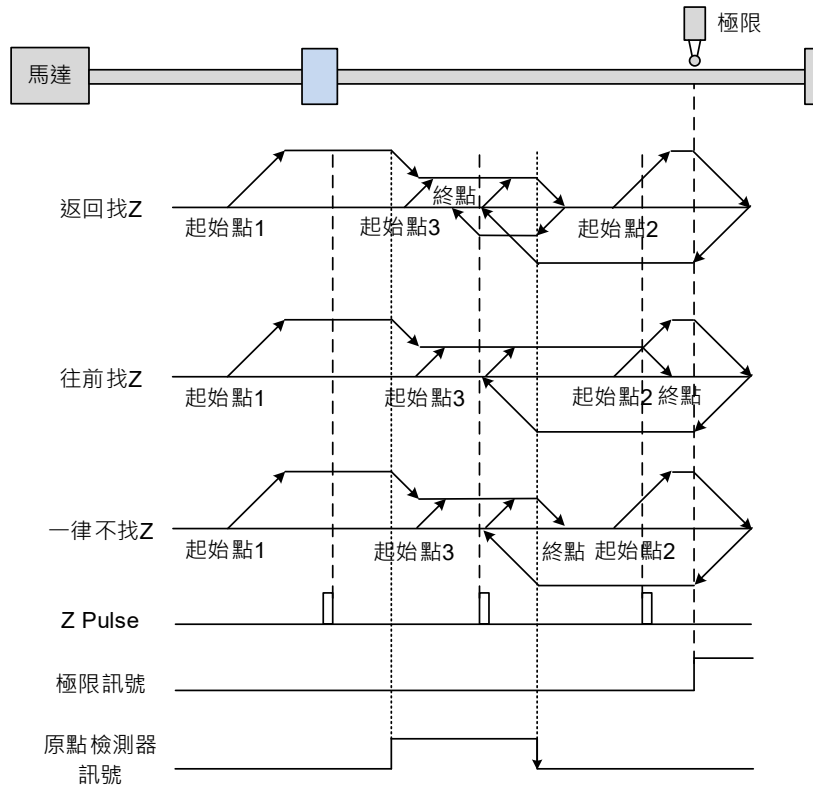 極限
馬達
返回找Z
起始點1
起始點3
終點
起始點2
往前找Z
起始點1
起始點3
起始點2
終點
一律不找Z
起始點1
起始點3
終點
起始點2
Z Pulse
極限訊號
原點檢測器
訊號